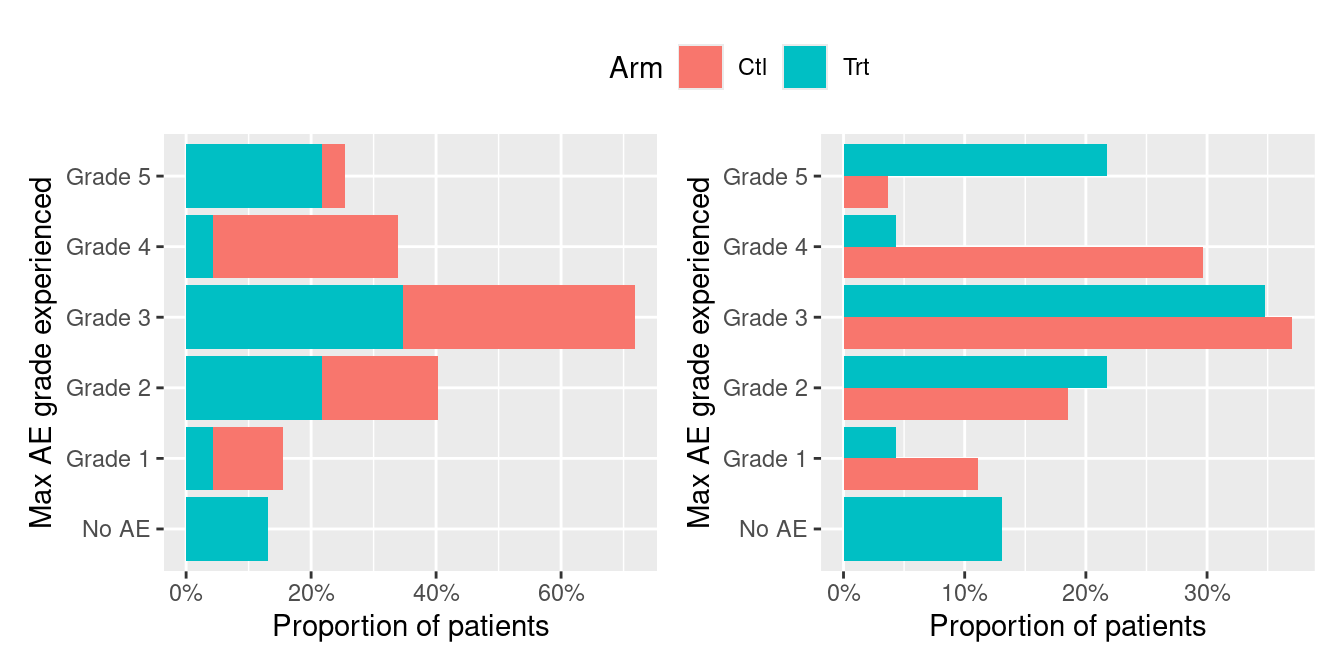 Arm Ctl Trt
Max AE grade experienced
Grade 5
Grade 4
Grade 3
Grade 2
Grade 1
No AE
0% 20% 40% 60%
Proportion of patients
Max AE grade experienced
Grade 5
Grade 4
Grade 3
Grade 2
Grade 1
No AE
0% 10% 20% 30%
Proportion of patients